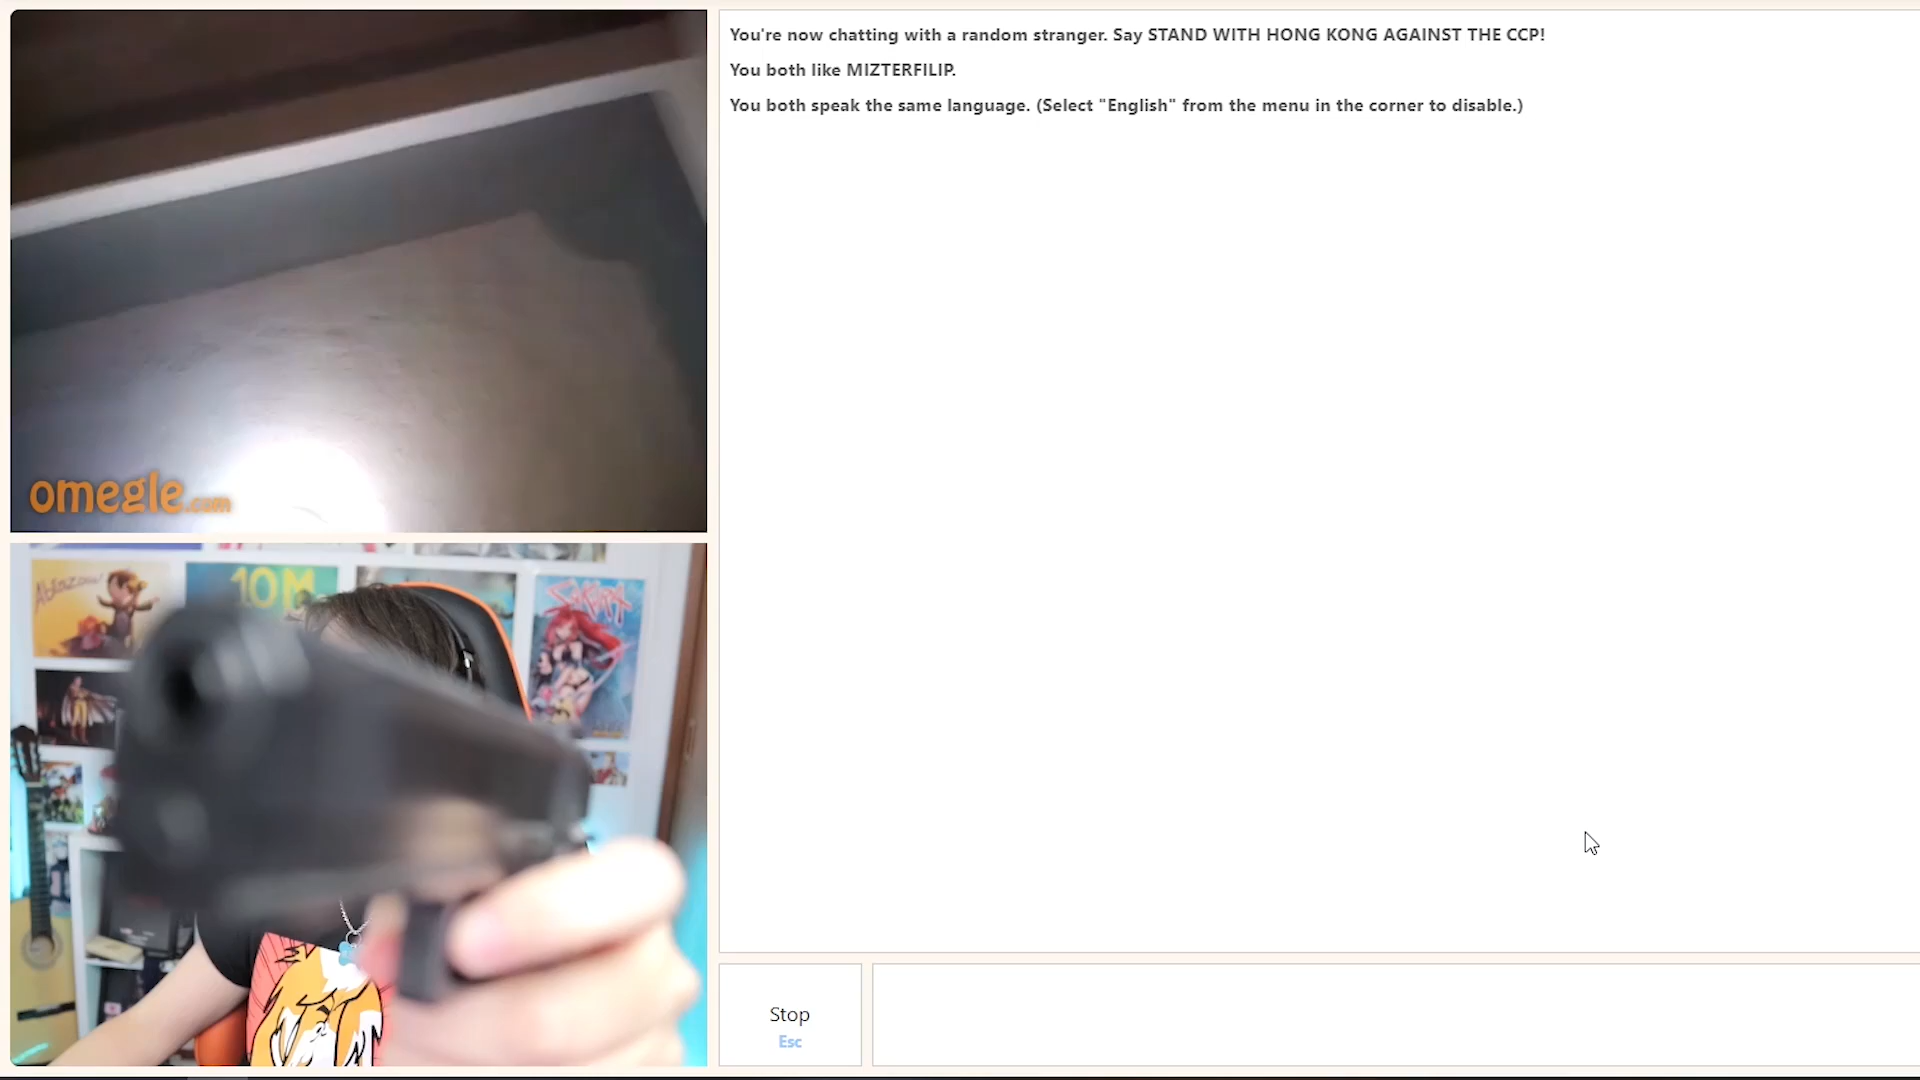 You're now chatting with a random stranger. Say STAND WITH HONG KONG AGAINST THE CCP!
You both like MIZTERFILIP.
You both speak the same language. (Select "English" from the menu in the corner to disable.)
omegle.com
10M
SAKURA
Stop
Esc